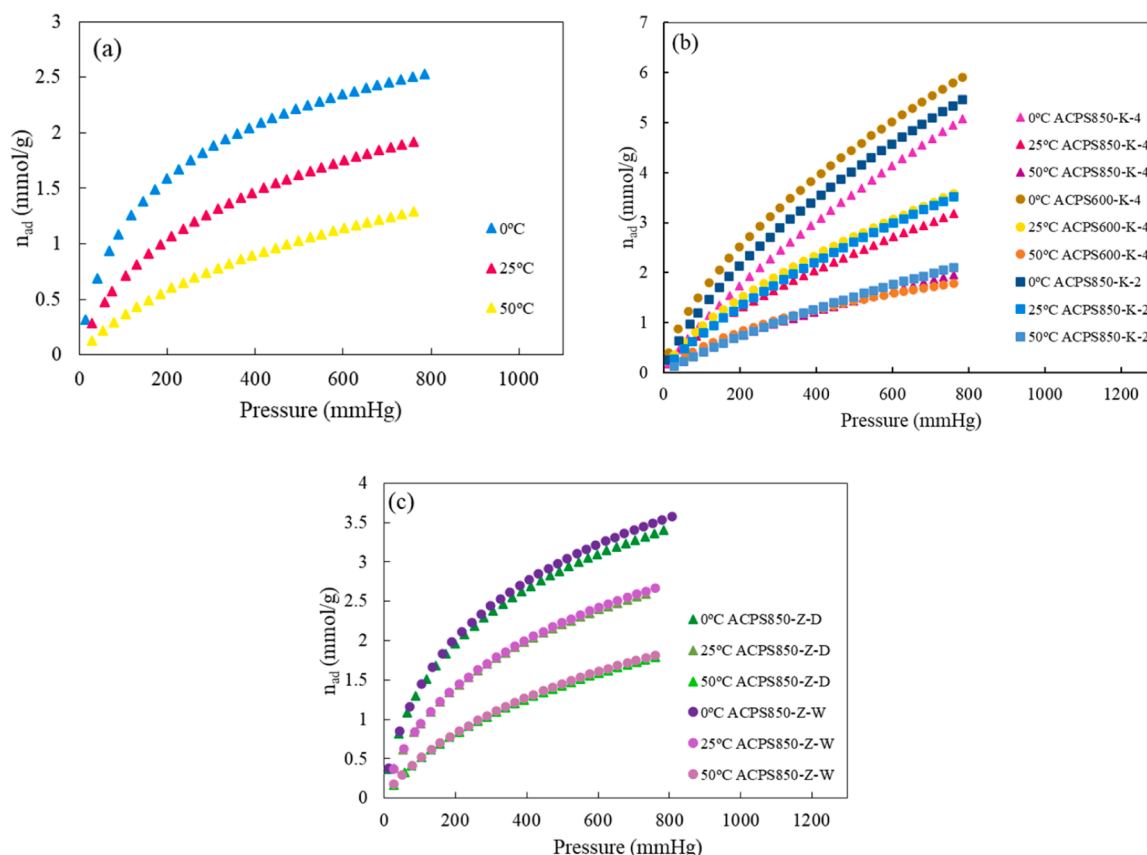 (a)
3
2.5
2
1.5
1
0.5
0
n_ad (mmol/g)
0ºC
25ºC
50ºC
0 200 400 600 800 1000
Pressure (mmHg)
(b)
7
6
5
4
3
2
1
0
n_ad (mmol/g)
0ºC ACPS850-K-4
25ºC ACPS850-K-4
50ºC ACPS850-K-4
0ºC ACPS600-K-4
25ºC ACPS600-K-4
50ºC ACPS600-K-4
0ºC ACPS850-K-2
25ºC ACPS850-K-2
50ºC ACPS850-K-2
0 200 400 600 800 1000 1200
Pressure (mmHg)
(c)
4
3.5
3
2.5
2
1.5
1
0.5
0
n_ad (mmol/g)
0ºC ACPS850-Z-D
25ºC ACPS850-Z-D
50ºC ACPS850-Z-D
0ºC ACPS850-Z-W
25ºC ACPS850-Z-W
50ºC ACPS850-Z-W
0 200 400 600 800 1000 1200
Pressure (mmHg)